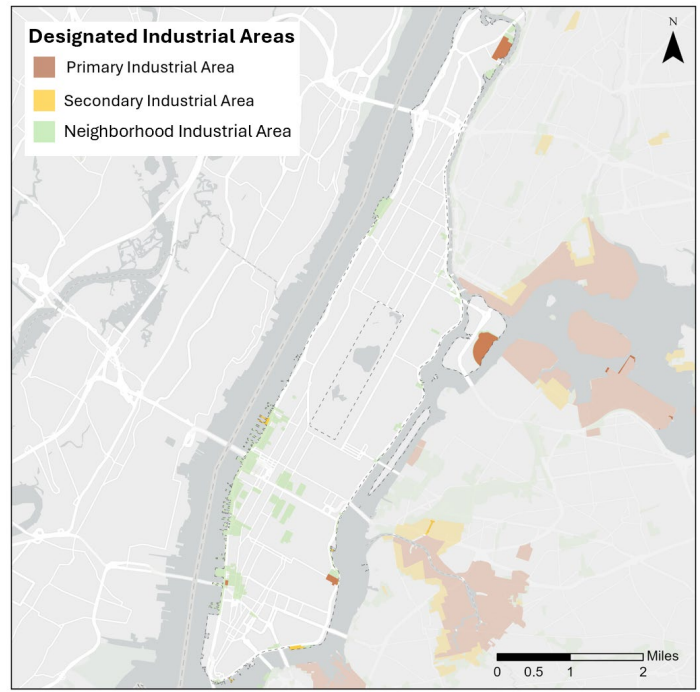 Designated Industrial Areas
Primary Industrial Area
Secondary Industrial Area
Neighborhood Industrial Area
N
Miles
0 0.5 1 2